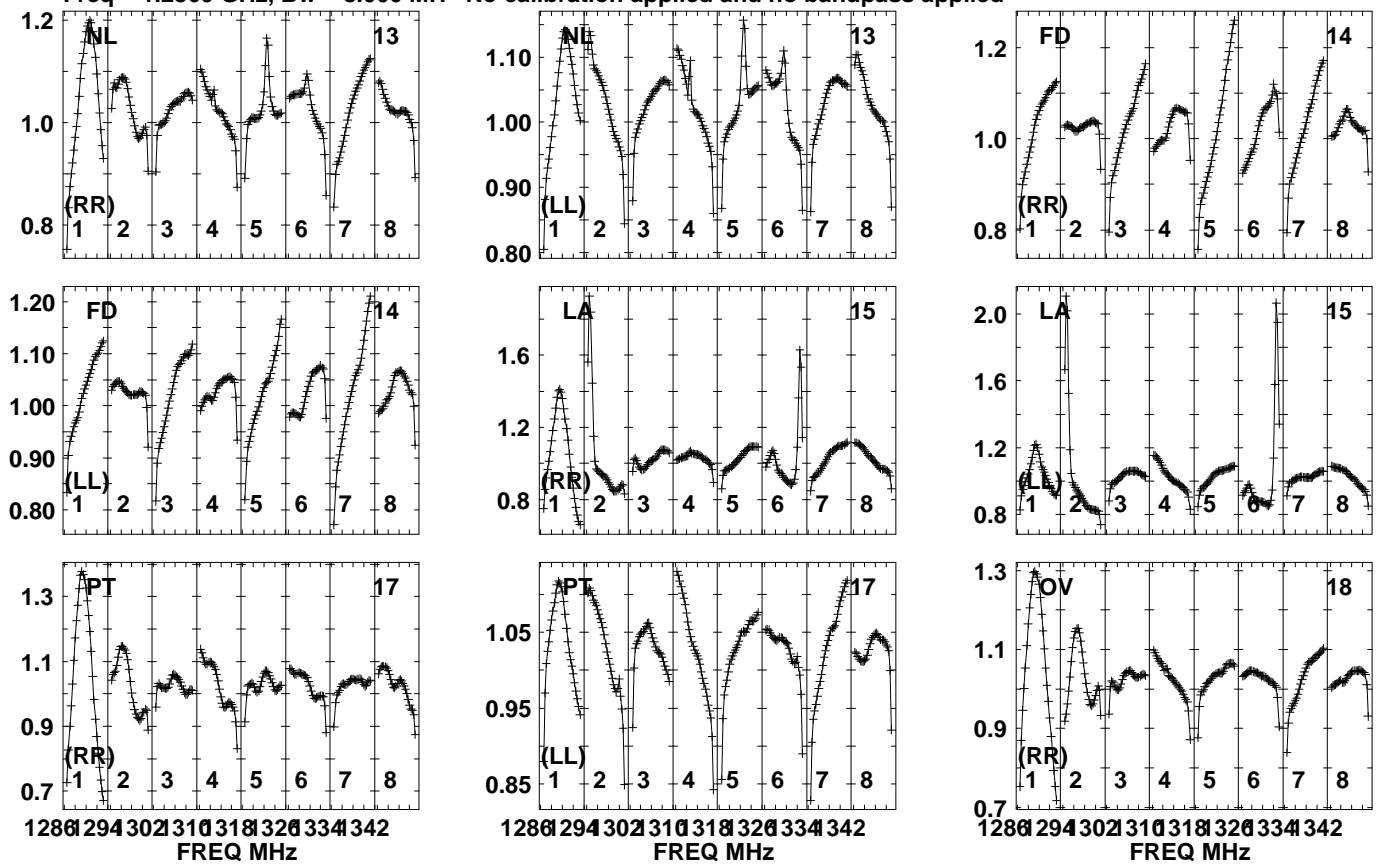 No calibration applied and no bandpass applied
1.2 NL 13
1.0
0.8 (RR) 1 2 3 4 5 6 7 8
1.15 NL 13
1.10
1.05
1.00
0.95
0.90 (LL)
0.80 1 2 3 4 5 6 7 8
1.2 FD 14
1.0
0.8 (RR) 1 2 3 4 5 6 7 8
1.20 FD 14
1.10
1.00
0.90
0.80 (LL) 1 2 3 4 5 6 7 8
LA 15
1.6
1.2
0.8 (RR) 1 2 3 4 5 6 7 8
2.0 LA 15
1.6
1.2
0.8 (LL) 1 2 3 4 5 6 7 8
PT 17
1.3
1.1
0.9
0.7 (RR) 1 2 3 4 5 6 7 8
PT 17
1.05
0.95
0.85 (LL) 1 2 3 4 5 6 7 8
1.3 OV 18
1.1
0.9
0.7 (RR) 1 2 3 4 5 6 7 8
1286 1294 1302 1310 1318 1326 1334 1342
FREQ MHz
1286 1294 1302 1310 1318 1326 1334 1342
FREQ MHz
1286 1294 1302 1310 1318 1326 1334 1342
FREQ MHz